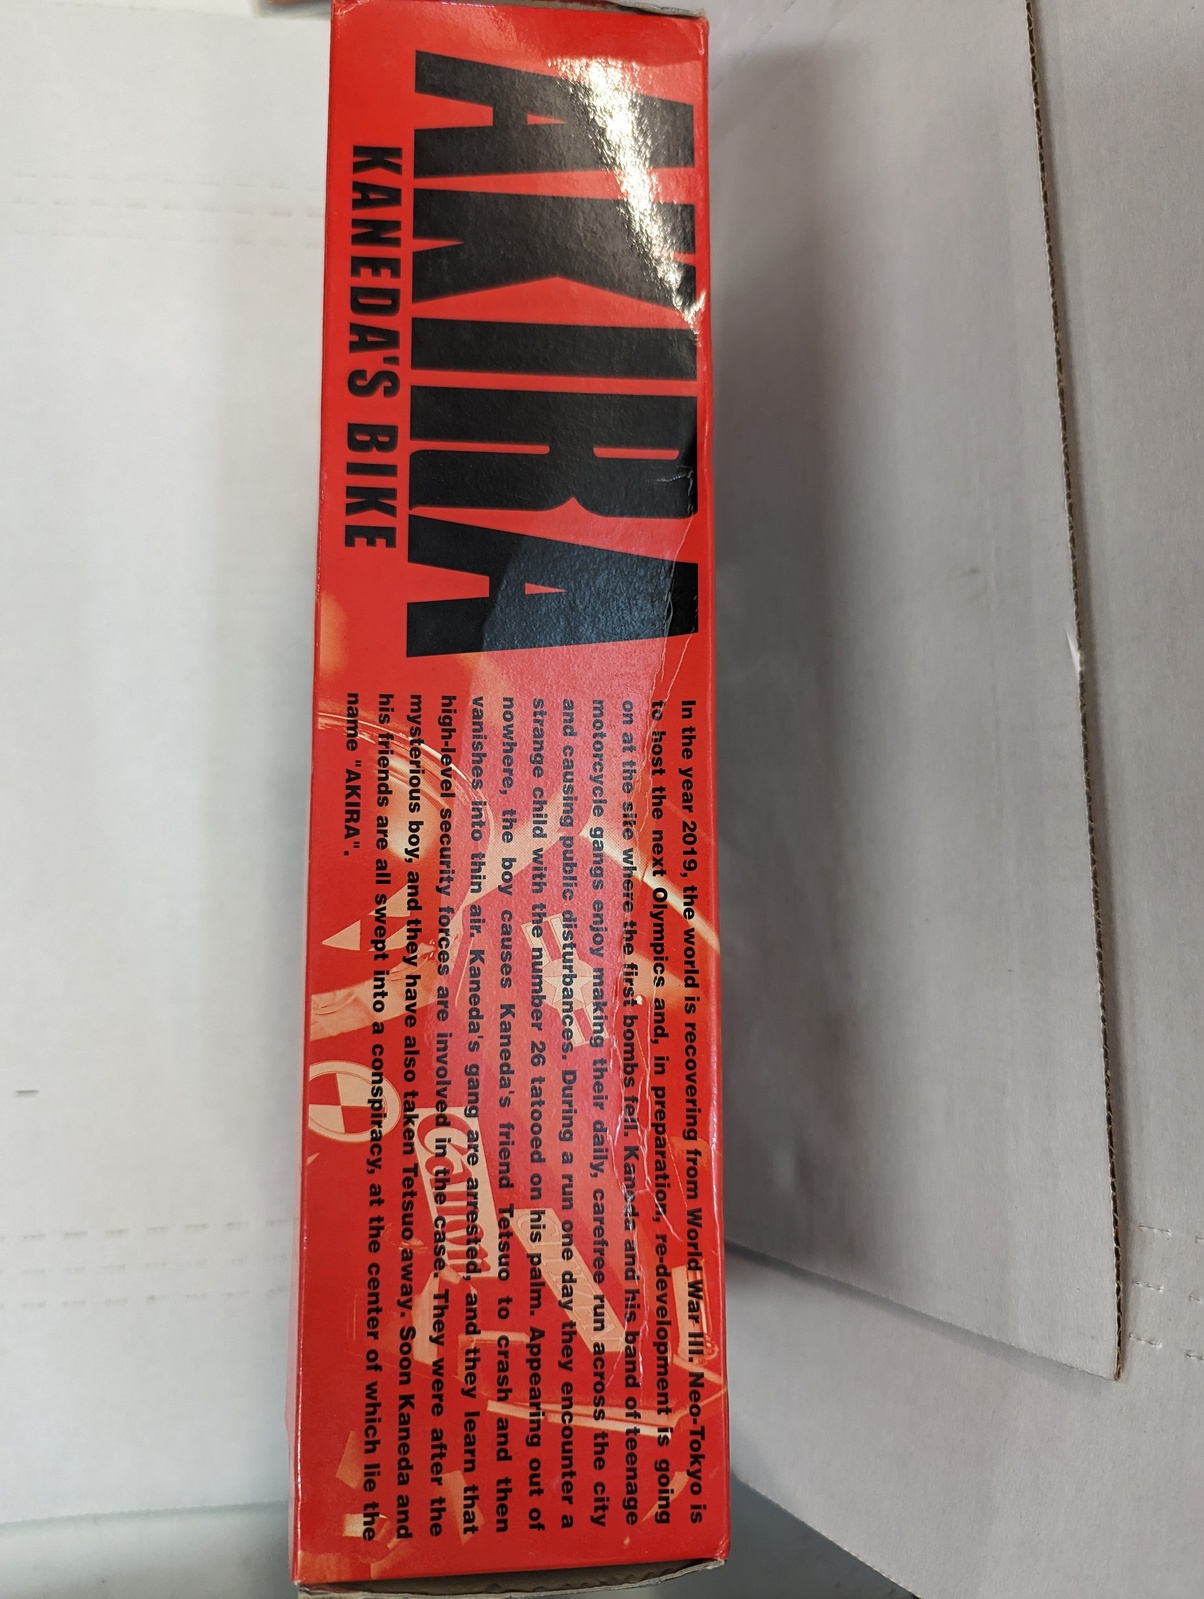 AKIRA
KANEDA'S BIKE
In the year 2019, the world is recovering from World War III. Neo-Tokyo is
to host the next Olympics and, in preparation, re-development is going
on at the site where the first bombs fell. Kaneda and his band of teenage
motorcycle gangs enjoy making their daily, carefree run across the city
and causing public disturbances. During a run one day they encounter a
strange child with the number 26 tatooed on his palm. Appearing out of
nowhere, the boy causes Kaneda's friend Tetsuo to crash and then
vanishes into thin air. Kaneda's gang are arrested, and they learn that
high-level security forces are involved in the case. They were after the
mysterious boy, and they have also taken Tetsuo away. Soon Kaneda and
his friends are all swept into a conspiracy, at the center of which lie the
name "AKIRA".
Canon